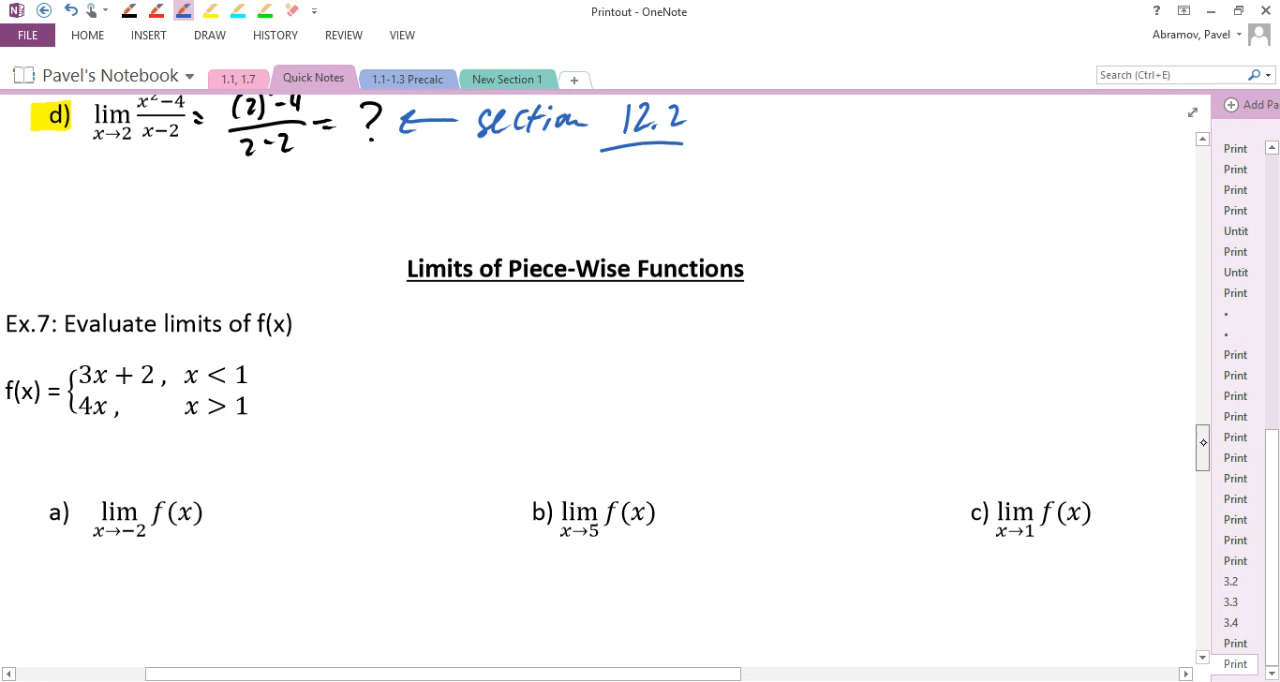 Printout - OneNote
?
FILE HOME INSERT DRAW HISTORY REVIEW VIEW
Abramov, Pavel
Pavel's Notebook
1.1, 1.7
Quick Notes
1.1-1.3 Precalc
New Section 1
+
Search (Ctrl+E)
Add Pa
d) lim x→2 x²−4 / x−2 = (2)²-4 / 2-2 = ? ← section 12.2
Limits of Piece-Wise Functions
Ex.7: Evaluate limits of f(x)
f(x) = { 3x + 2 , x < 1
4x , x > 1
a) lim x→−2 f(x)
b) lim x→5 f(x)
c) lim x→1 f(x)
Print
Print
Print
Print
Untit
Print
Untit
Print
Print
Print
Print
Print
Print
Print
Print
Print
Print
Print
Print
3.2
3.3
3.4
Print
Print